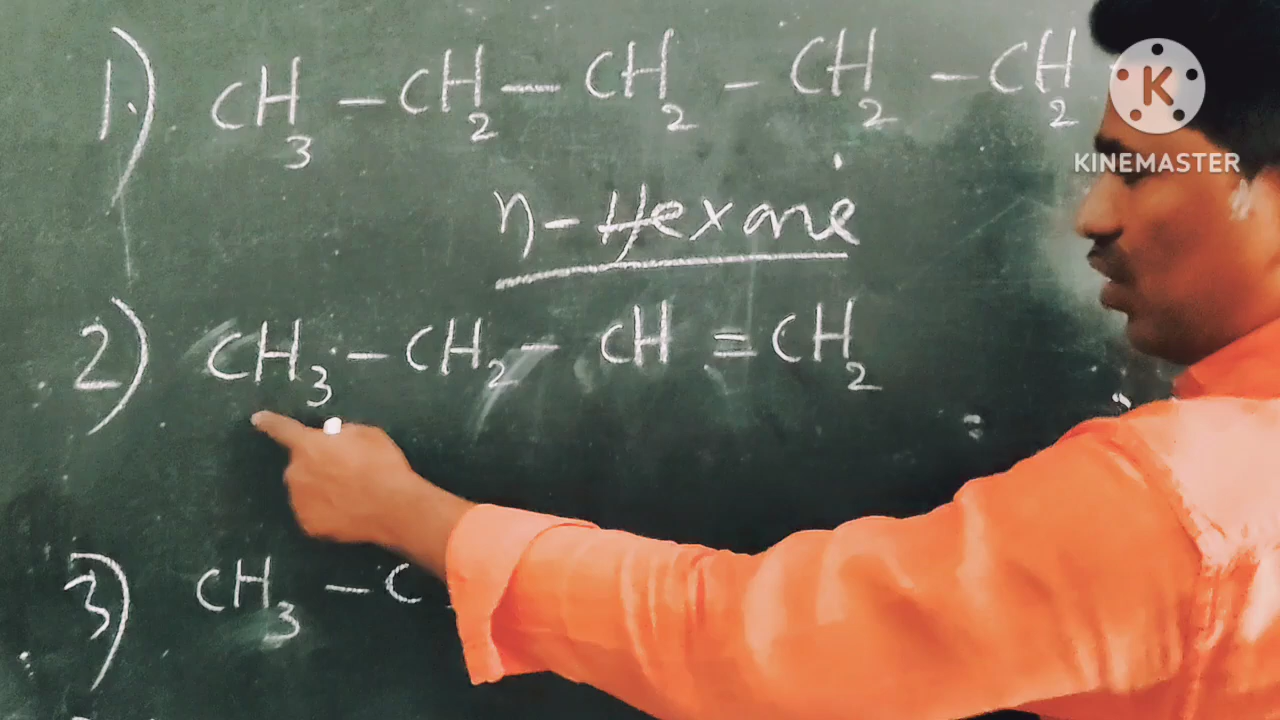 1.) CH3 – CH2 – CH2 – CH2 – CH2 –
n-Hexane
2) CH3 – CH2 – CH = CH2
3) CH3 – C
K
KINEMASTER